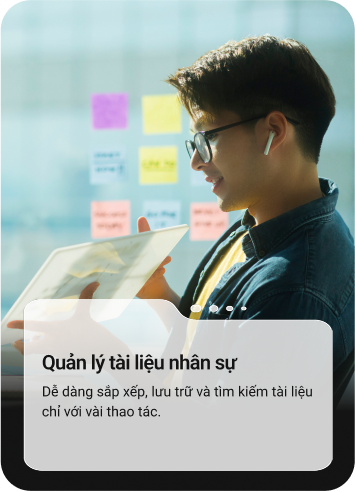 Quản lý tài liệu nhân sự
Dễ dàng sắp xếp, lưu trữ và tìm kiếm tài liệu
chỉ với vài thao tác.